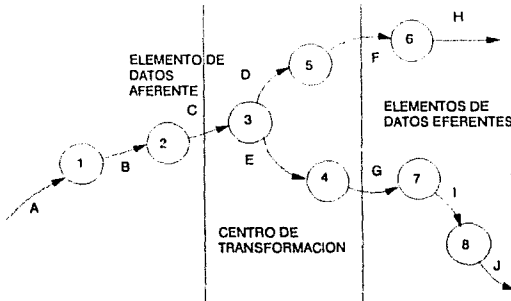 H
6
5
F
D
ELEMENTO DE
DATOS
AFERENTE
C
3
ELEMENTOS DE
DATOS EFERENTES
2
1
B
E
A
4
G
7
I
8
J
CENTRO DE
TRANSFORMACION